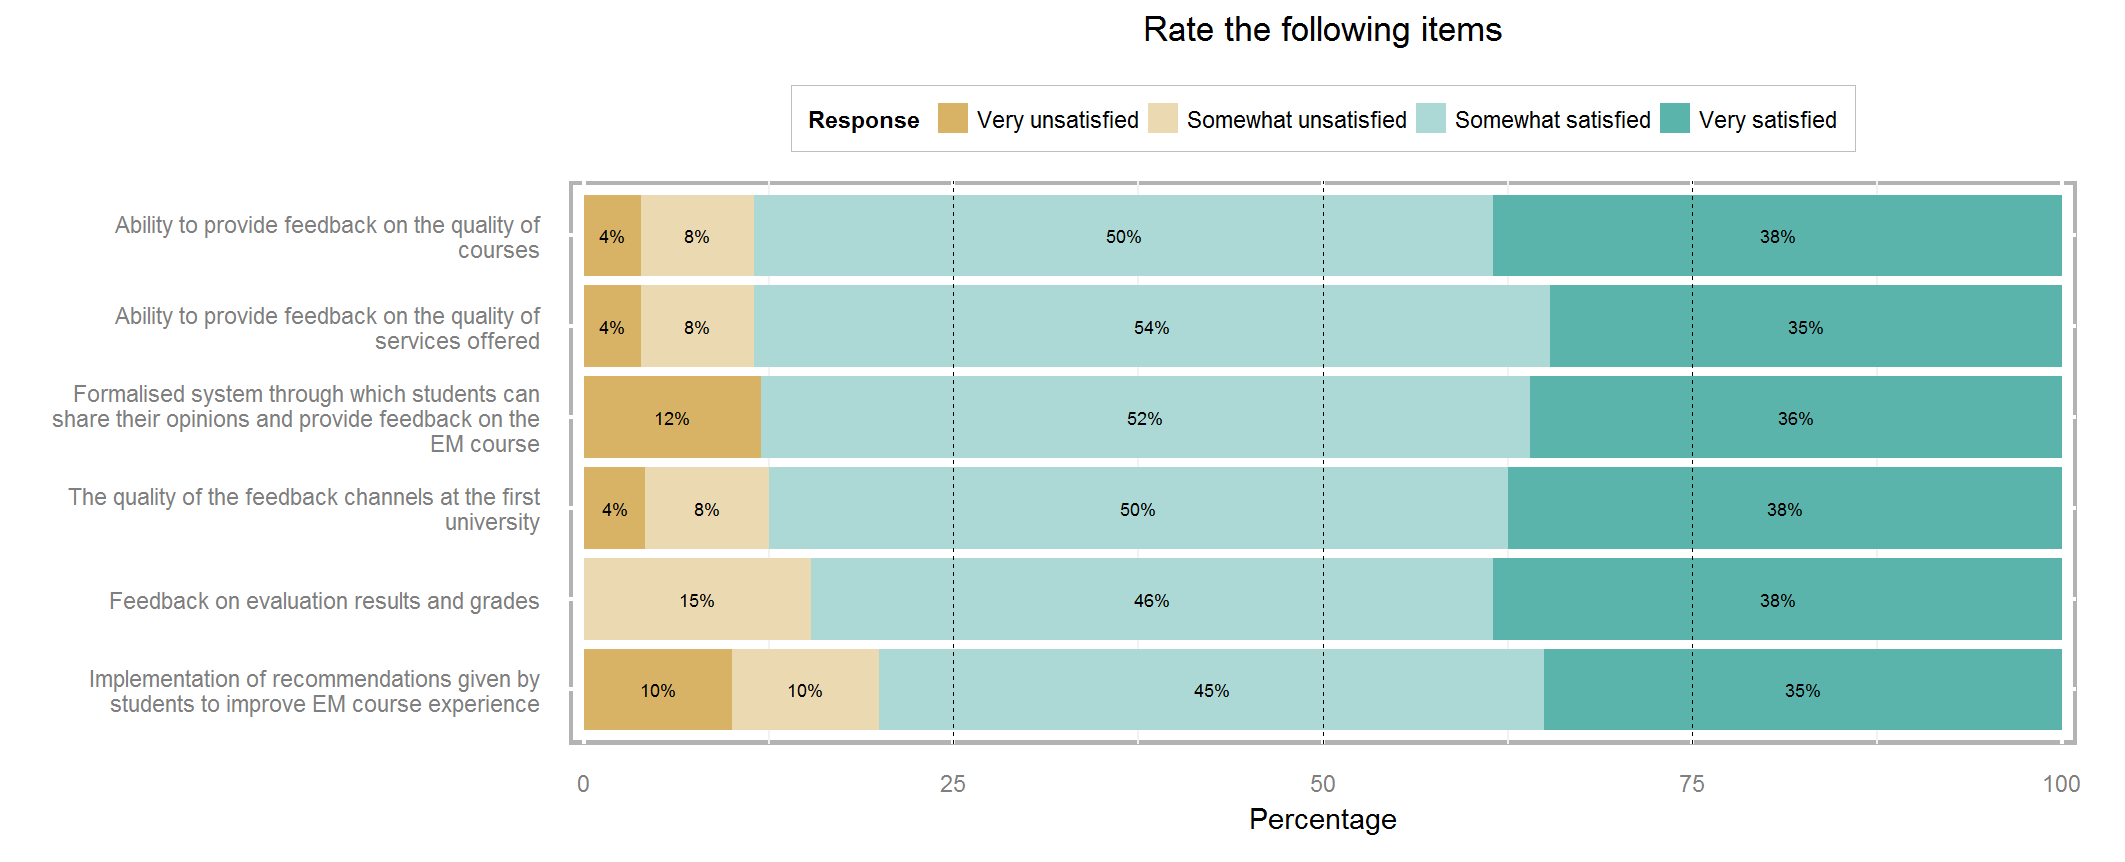 Rate the following items
Response Very unsatisfied Somewhat unsatisfied Somewhat satisfied Very satisfied
Ability to provide feedback on the quality of
courses
4% 8% 50% 38%
Ability to provide feedback on the quality of
services offered
4% 8% 54% 35%
Formalised system through which students can
share their opinions and provide feedback on the
EM course
12% 52% 36%
The quality of the feedback channels at the first
university
4% 8% 50% 38%
Feedback on evaluation results and grades
15% 46% 38%
Implementation of recommendations given by
students to improve EM course experience
10% 10% 45% 35%
0 25 50 75 100
Percentage